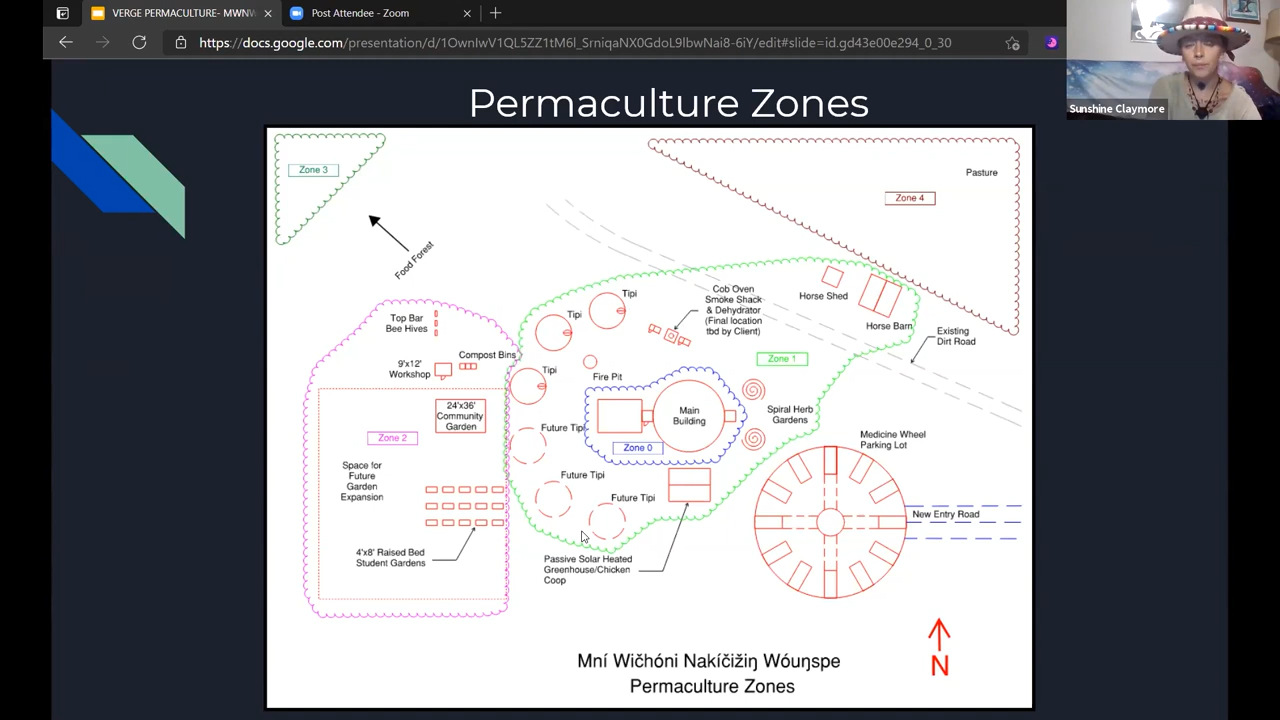 VERGE PERMACULTURE- MWNW
Post Attendee - Zoom
https://docs.google.com/presentation/d/1OwnIwV1QL5ZZ1tM6l_SrniqaNX0GdoL9lbwNai8-6iY/edit#slide=id.gd43e00e294_0_30
Sunshine Claymore
Permaculture Zones
Zone 3
Food Forest
Pasture
Zone 4
Top Bar
Bee Hives
9'x12'
Workshop
Compost Bins
24'x36'
Community
Garden
Zone 2
Space for
Future
Garden
Expansion
4'x8' Raised Bed
Student Gardens
Tipi
Tipi
Tipi
Future Tipi
Future Tipi
Future Tipi
Fire Pit
Cob Oven
Smoke Shack
& Dehydrator
(Final location
tbd by Client)
Zone 1
Horse Shed
Horse Barn
Existing
Dirt Road
Main
Building
Zone 0
Spiral Herb
Gardens
Medicine Wheel
Parking Lot
New Entry Road
Passive Solar Heated
Greenhouse/Chicken
Coop
N
Mní Wičhóni Nakíčižiŋ Wóuŋspe
Permaculture Zones